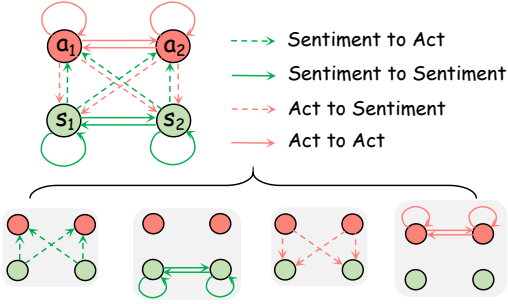 a1 a2
s1 s2
Sentiment to Act
Sentiment to Sentiment
Act to Sentiment
Act to Act